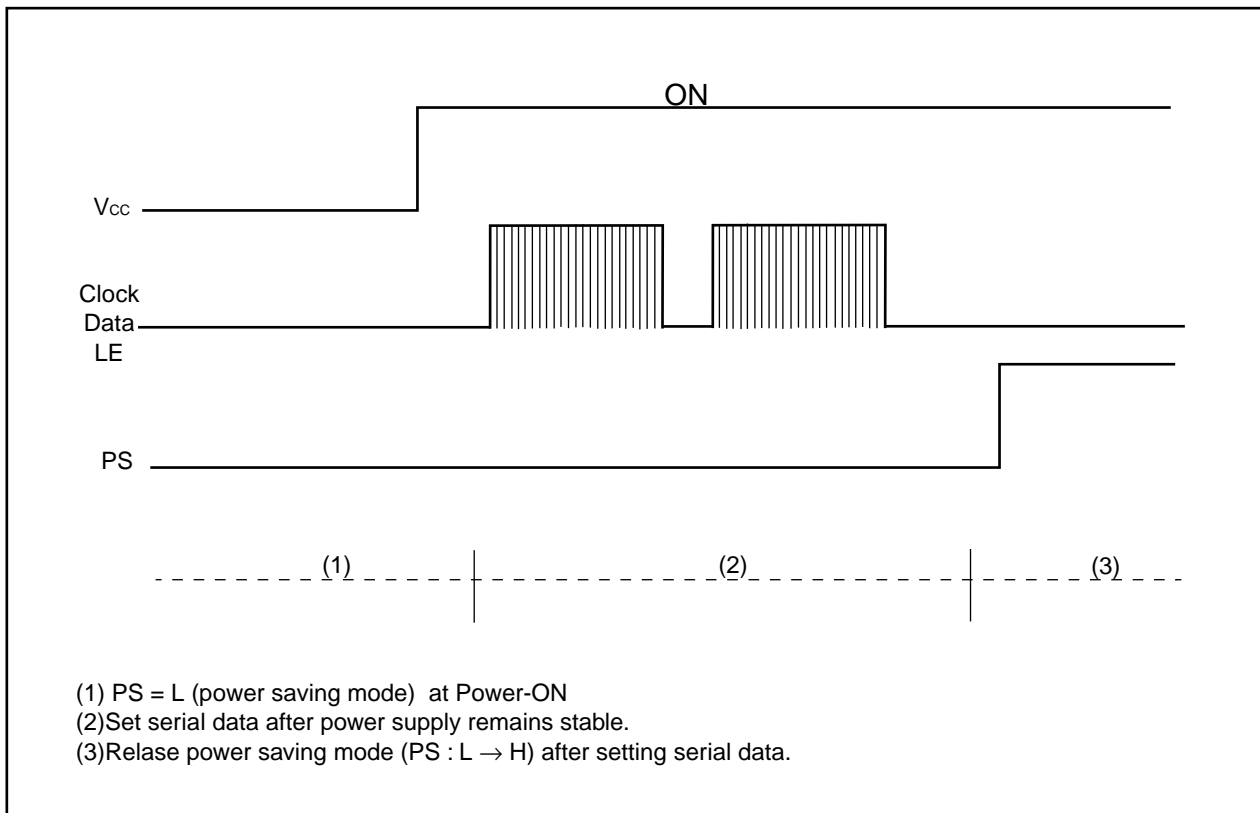 ON
Vcc
Clock
Data
LE
PS
(1) (2) (3)
(1) PS = L (power saving mode) at Power-ON
(2)Set serial data after power supply remains stable.
(3)Relase power saving mode (PS : L → H) after setting serial data.